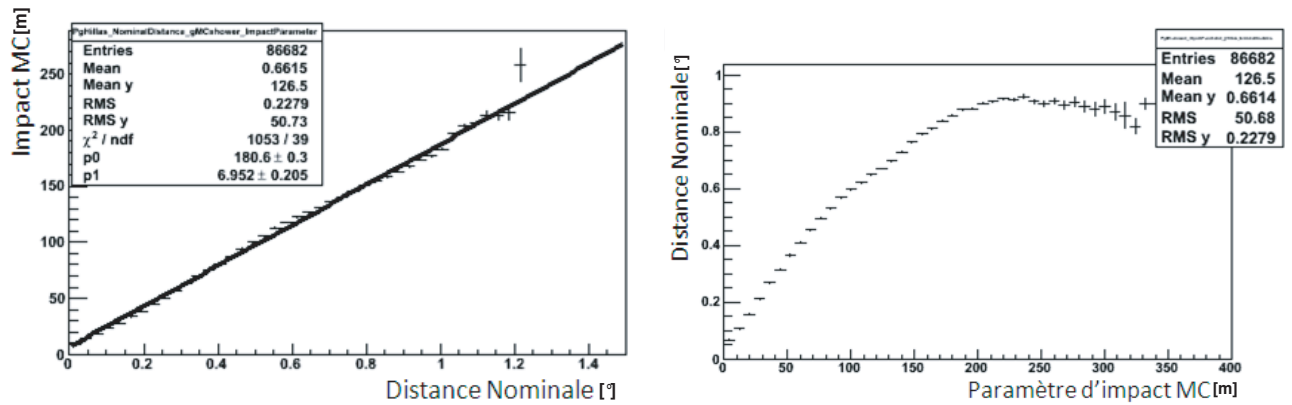 Impact MC[m]
PgHillas_NominalDistance_gMCshower_ImpactParameter
Entries 86682
Mean 0.6615
Mean y 126.5
RMS 0.2279
RMS y 50.73
χ² / ndf 1053 / 39
p0 180.6 ± 0.3
p1 6.952 ± 0.205
250
200
150
100
50
0
0 0.2 0.4 0.6 0.8 1 1.2 1.4
Distance Nominale [°]
Distance Nominale[°]
Entries 86682
Mean 126.5
Mean y 0.6614
RMS 50.68
RMS y 0.2279
1
0.8
0.6
0.4
0.2
0
0 50 100 150 200 250 300 350 400
Paramètre d'impact MC[m]